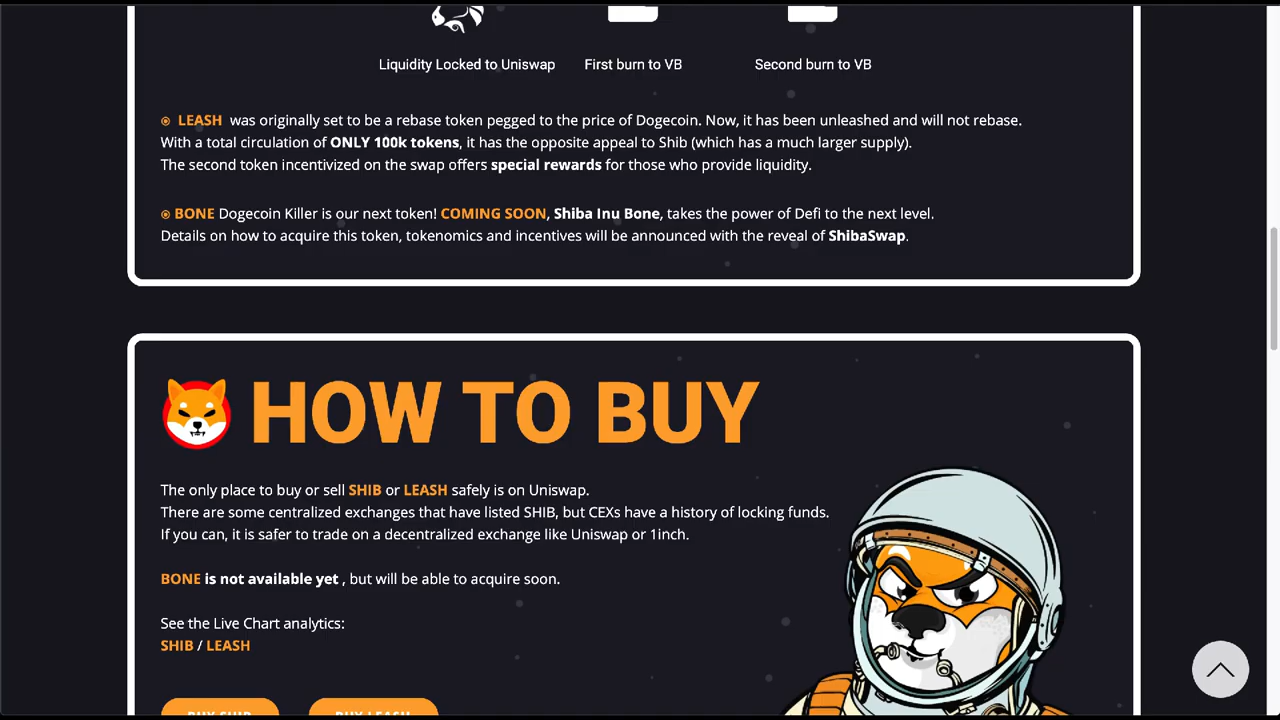 Liquidity Locked to Uniswap First burn to VB Second burn to VB
LEASH was originally set to be a rebase token pegged to the price of Dogecoin. Now, it has been unleashed and will not rebase.
With a total circulation of ONLY 100k tokens, it has the opposite appeal to Shib (which has a much larger supply).
The second token incentivized on the swap offers special rewards for those who provide liquidity.
BONE Dogecoin Killer is our next token! COMING SOON, Shiba Inu Bone, takes the power of Defi to the next level.
Details on how to acquire this token, tokenomics and incentives will be announced with the reveal of ShibaSwap.
HOW TO BUY
The only place to buy or sell SHIB or LEASH safely is on Uniswap.
There are some centralized exchanges that have listed SHIB, but CEXs have a history of locking funds.
If you can, it is safer to trade on a decentralized exchange like Uniswap or 1inch.
BONE is not available yet , but will be able to acquire soon.
See the Live Chart analytics:
SHIB / LEASH
BUY SHIB BUY LEASH